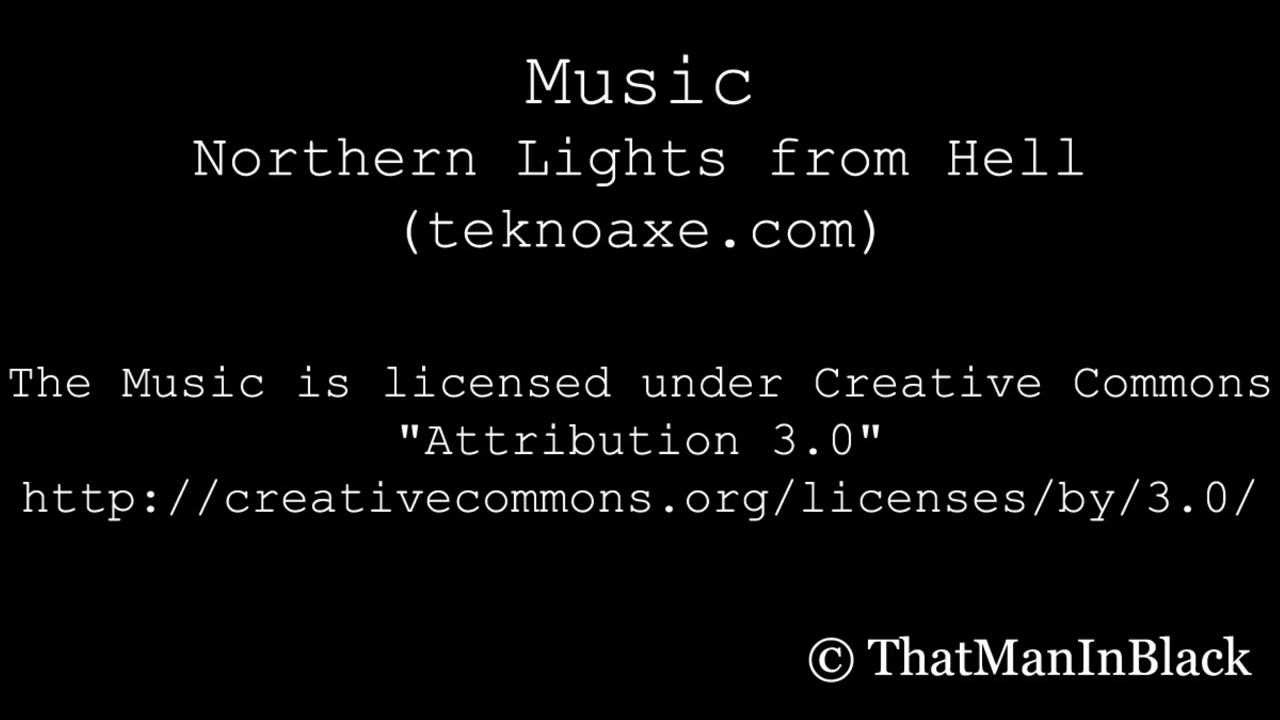 Music
Northern Lights from Hell
(teknoaxe.com)
The Music is licensed under Creative Commons
"Attribution 3.0"
http://creativecommons.org/licenses/by/3.0/
© ThatManInBlack